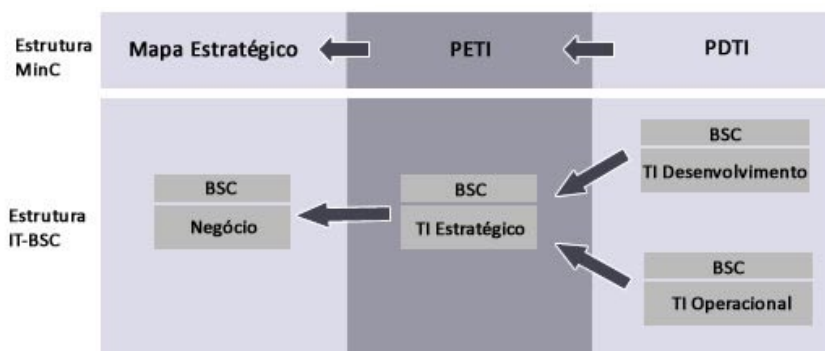 Estrutura
MinC
Mapa Estratégico
PETI
PDTI
Estrutura
IT-BSC
BSC
Negócio
BSC
TI Estratégico
BSC
TI Desenvolvimento
BSC
TI Operacional